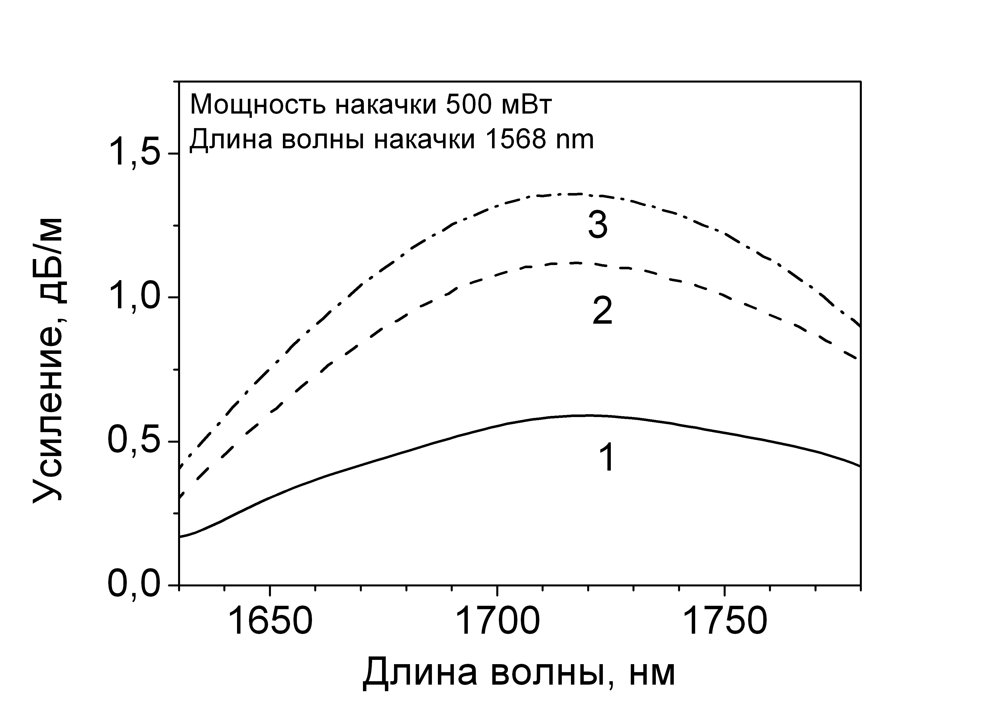 Мощность накачки 500 мВт
Длина волны накачки 1568 nm
Усиление, дБ/м
1,5
1,0
0,5
0,0
3
2
1
1650
1700
1750
Длина волны, нм